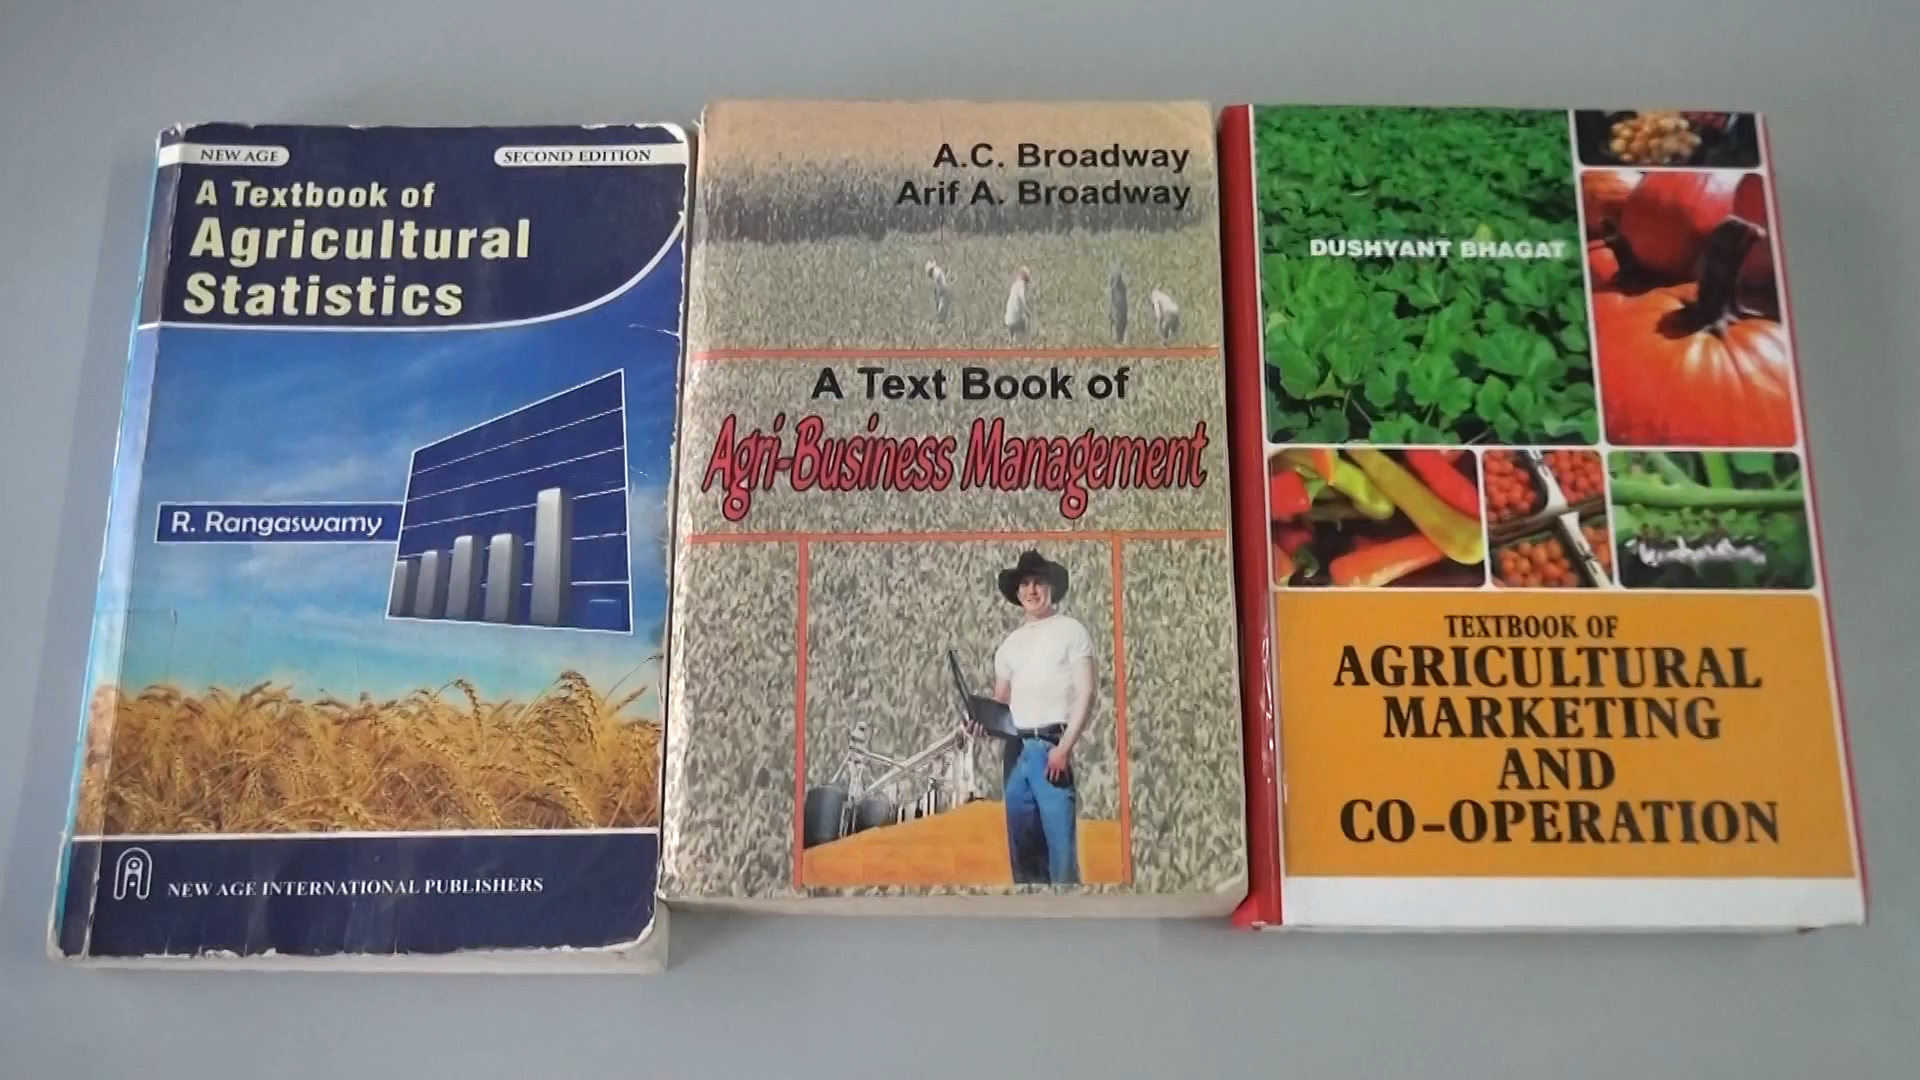 NEW AGE
SECOND EDITION
A Textbook of
Agricultural
Statistics
R. Rangaswamy
NEW AGE INTERNATIONAL PUBLISHERS
A.C. Broadway
Arif A. Broadway
A Text Book of
Agri-Business Management
DUSHYANT BHAGAT
TEXTBOOK OF
AGRICULTURAL
MARKETING
AND
CO-OPERATION